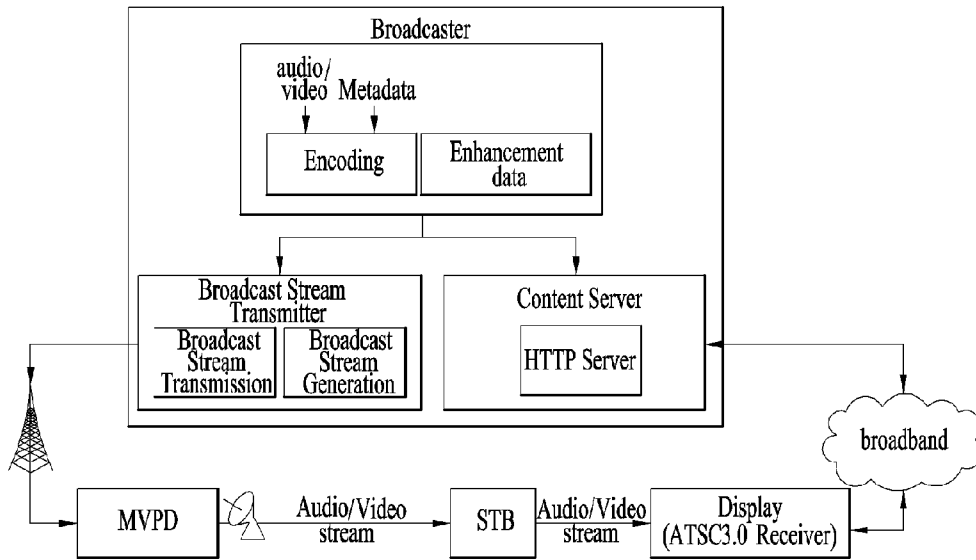 Broadcaster
audio/
video Metadata
Encoding
Enhancement
data
Broadcast Stream
Transmitter
Broadcast
Stream
Transmission
Broadcast
Stream
Generation
Content Server
HTTP Server
broadband
MVPD
Audio/Video
stream
STB
Audio/Video
stream
Display
(ATSC3.0 Receiver)